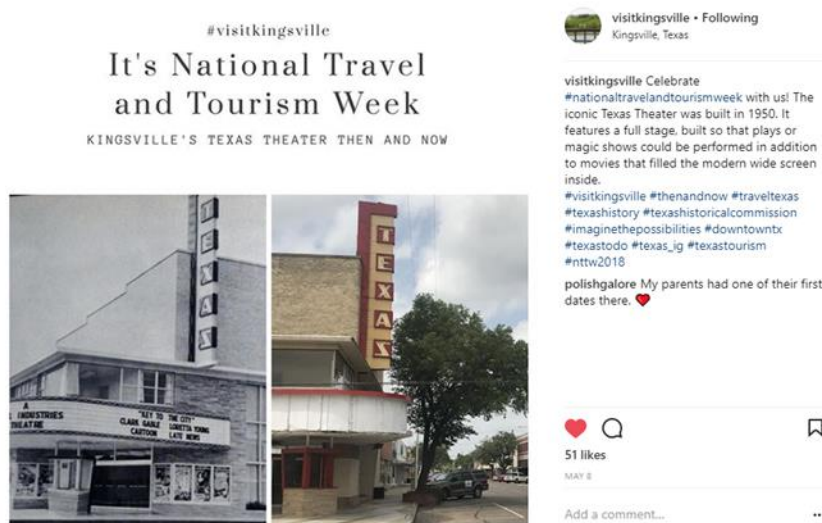 #visitkingsville
It's National Travel
and Tourism Week
KINGSVILLE'S TEXAS THEATER THEN AND NOW
TEXAS
A
INDUSTRIES
THEATRE
"KEY TO THE CITY"
CLARK GABLE LORETTA YOUNG
CARTOON LATE NEWS
TEXAS
visitkingsville • Following
Kingsville, Texas
visitkingsville Celebrate
#nationaltravelandtourismweek with us! The
iconic Texas Theater was built in 1950. It
features a full stage, built so that plays or
magic shows could be performed in addition
to movies that filled the modern wide screen
inside.
#visitkingsville #thenandnow #traveltexas
#texashistory #texashistoricalcommission
#imaginethepossibilities #downtowntx
#texastodo #texas_ig #texastourism
#nttw2018
polishgalore My parents had one of their first
dates there. ❤
51 likes
MAY 8
Add a comment...